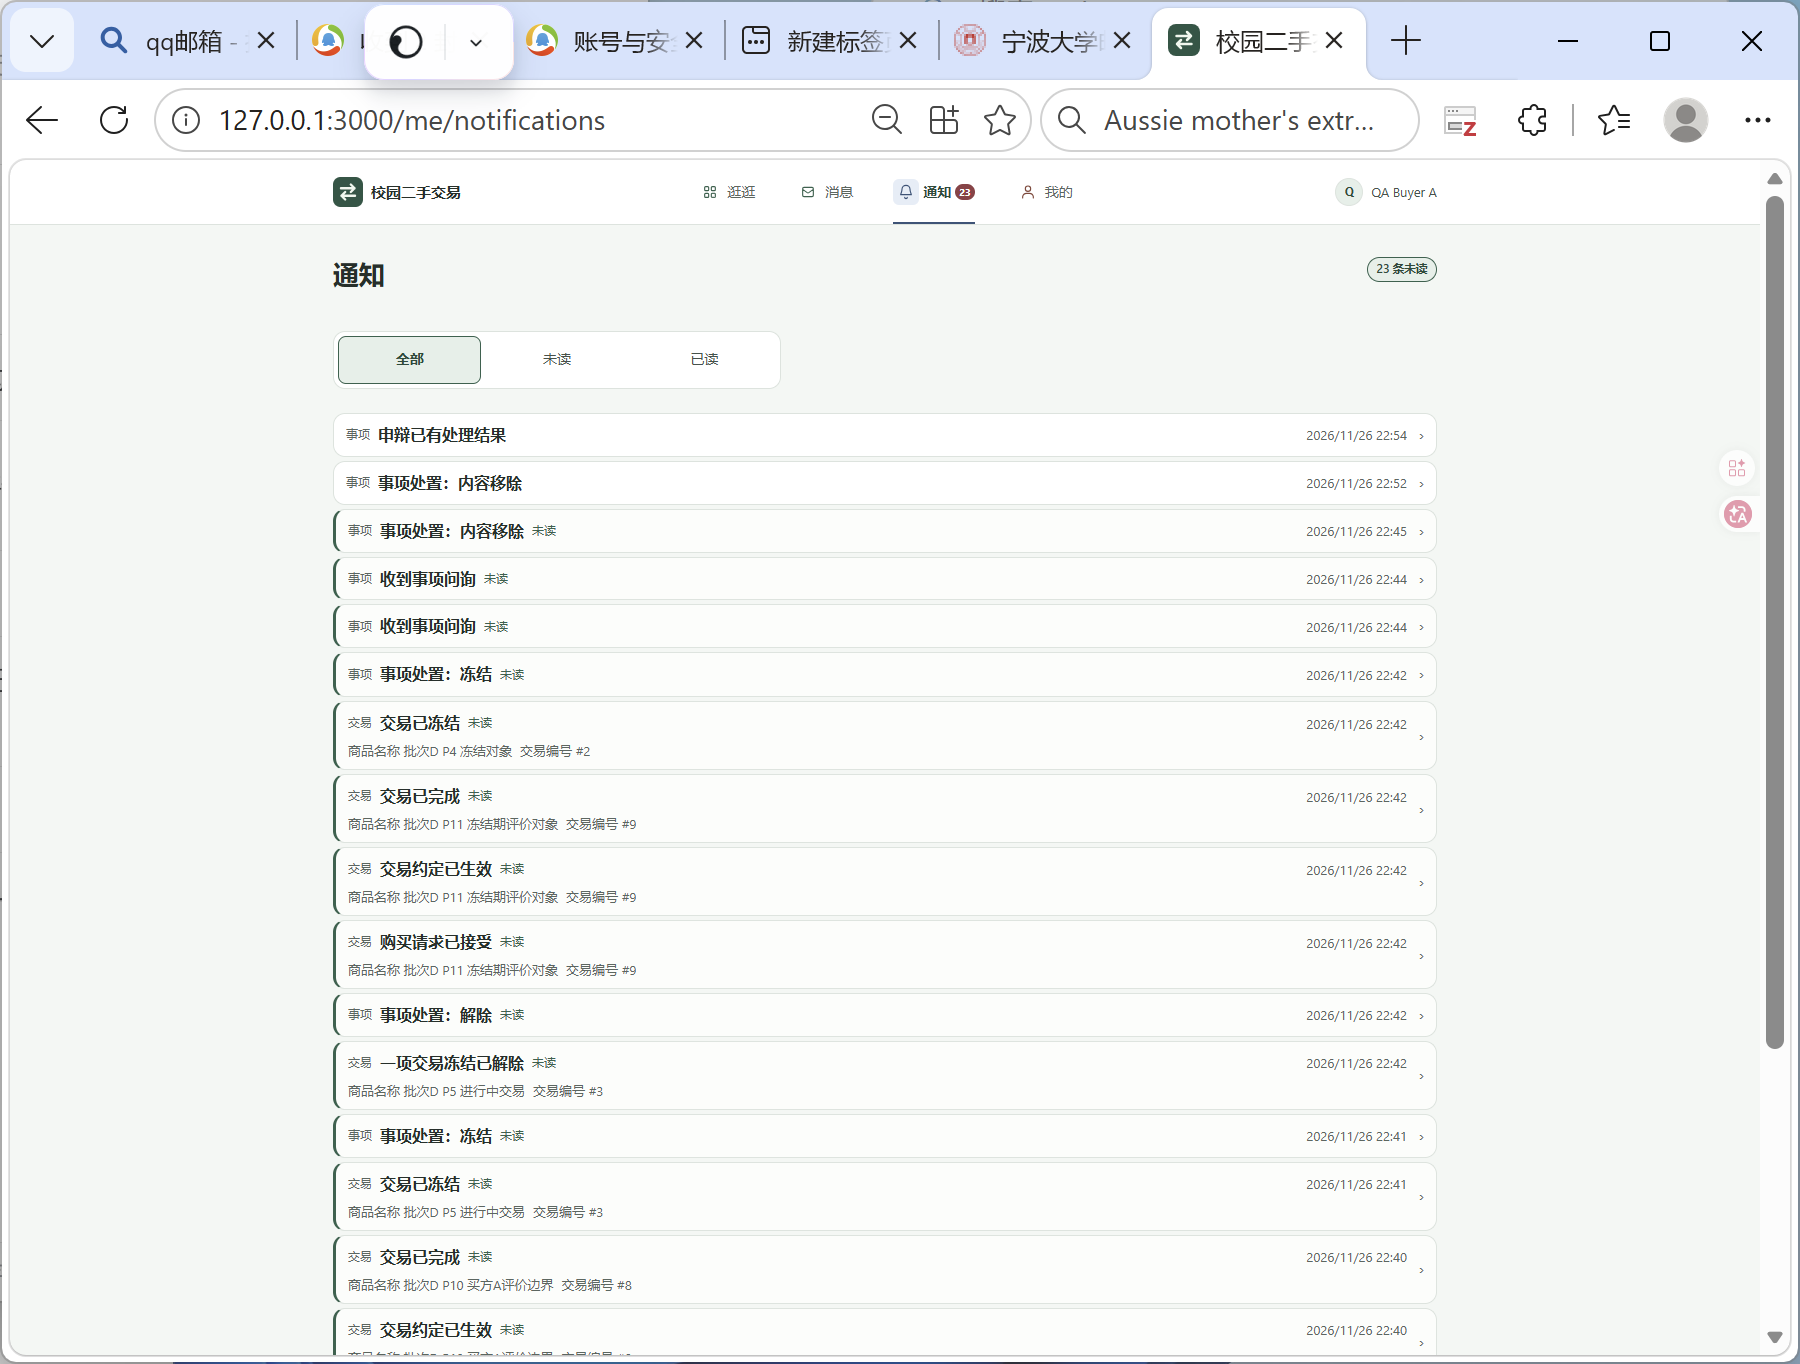 qq邮箱 -
账号与安
新建标签
宁波大学
校园二手
127.0.0.1:3000/me/notifications
Aussie mother's extr...
校园二手交易
逛逛
消息
通知 23
我的
Q QA Buyer A
通知
23 条未读
全部
未读
已读
事项 申辩已有处理结果 2026/11/26 22:54
事项 事项处置：内容移除 2026/11/26 22:52
事项 事项处置：内容移除 未读 2026/11/26 22:45
事项 收到事项问询 未读 2026/11/26 22:44
事项 收到事项问询 未读 2026/11/26 22:44
事项 事项处置：冻结 未读 2026/11/26 22:42
交易 交易已冻结 未读 2026/11/26 22:42
商品名称 批次D P4 冻结对象 交易编号 #2
交易 交易已完成 未读 2026/11/26 22:42
商品名称 批次D P11 冻结期评价对象 交易编号 #9
交易 交易约定已生效 未读 2026/11/26 22:42
商品名称 批次D P11 冻结期评价对象 交易编号 #9
交易 购买请求已接受 未读 2026/11/26 22:42
商品名称 批次D P11 冻结期评价对象 交易编号 #9
事项 事项处置：解除 未读 2026/11/26 22:42
交易 一项交易冻结已解除 未读 2026/11/26 22:42
商品名称 批次D P5 进行中交易 交易编号 #3
事项 事项处置：冻结 未读 2026/11/26 22:41
交易 交易已冻结 未读 2026/11/26 22:41
商品名称 批次D P5 进行中交易 交易编号 #3
交易 交易已完成 未读 2026/11/26 22:40
商品名称 批次D P10 买方A评价边界 交易编号 #8
交易 交易约定已生效 未读 2026/11/26 22:40